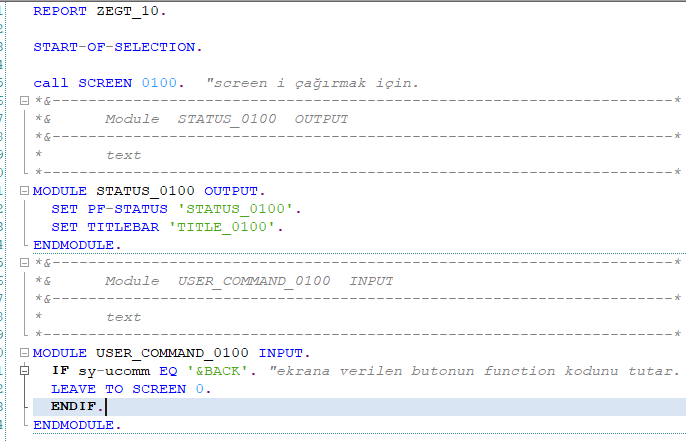 REPORT ZEGT_10.
START-OF-SELECTION.
call SCREEN 0100.  "screen i çağırmak için.
*&---------------------------------------------------------------------*
*&      Module  STATUS_0100  OUTPUT
*&---------------------------------------------------------------------*
*       text
*----------------------------------------------------------------------*
MODULE STATUS_0100 OUTPUT.
  SET PF-STATUS 'STATUS_0100'.
  SET TITLEBAR 'TITLE_0100'.
ENDMODULE.
*&---------------------------------------------------------------------*
*&      Module  USER_COMMAND_0100  INPUT
*&---------------------------------------------------------------------*
*       text
*----------------------------------------------------------------------*
MODULE USER_COMMAND_0100 INPUT.
  IF sy-ucomm EQ '&BACK'. "ekrana verilen butonun function kodunu tutar.
  LEAVE TO SCREEN 0.
  ENDIF.
ENDMODULE.